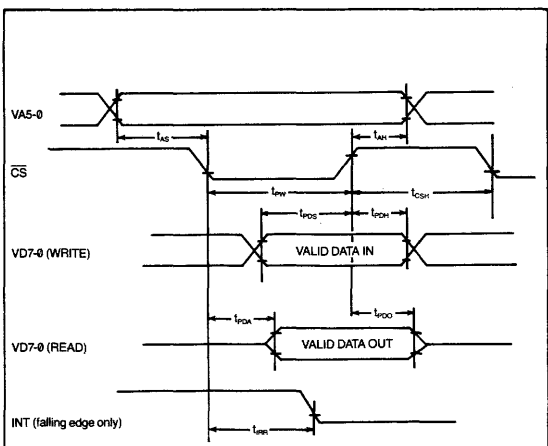 VA5-0
tAS
tAH
CS
tPW
tCSH
tPDS
tPDH
VD7-0 (WRITE)
VALID DATA IN
tPDA
tPDO
VD7-0 (READ)
VALID DATA OUT
INT (falling edge only)
tIRR